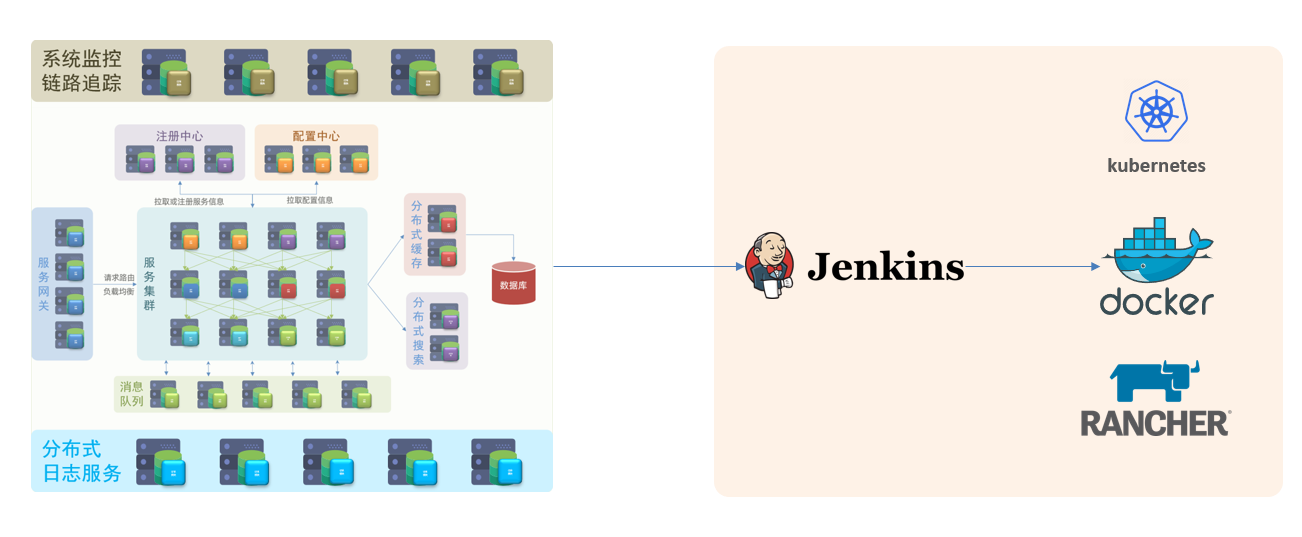 系统监控
链路追踪
注册中心
配置中心
拉取或注册服务信息
拉取配置信息
服务网关
请求路由
负载均衡
服务集群
分布式缓存
分布式搜索
数据库
消息
队列
分布式
日志服务
Jenkins
kubernetes
docker
RANCHER®